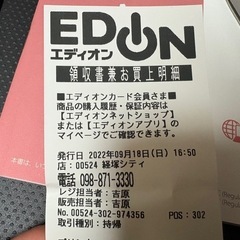 EDION
エディオン
領収書兼お買上明細
■エディオンカード会員さま■
商品の購入履歴・保証内容は
【エディオンネットショップ】
または【エディオンアプリ】の
マイページでご確認できます。
発行日 2022年09月18日(日) 16:50
店名:00524 経塚シティ
電話 098-871-3330
レジ担当者:吉原
販売担当者:吉原
No.00524-302-974356 POS:302
取引種別:持帰